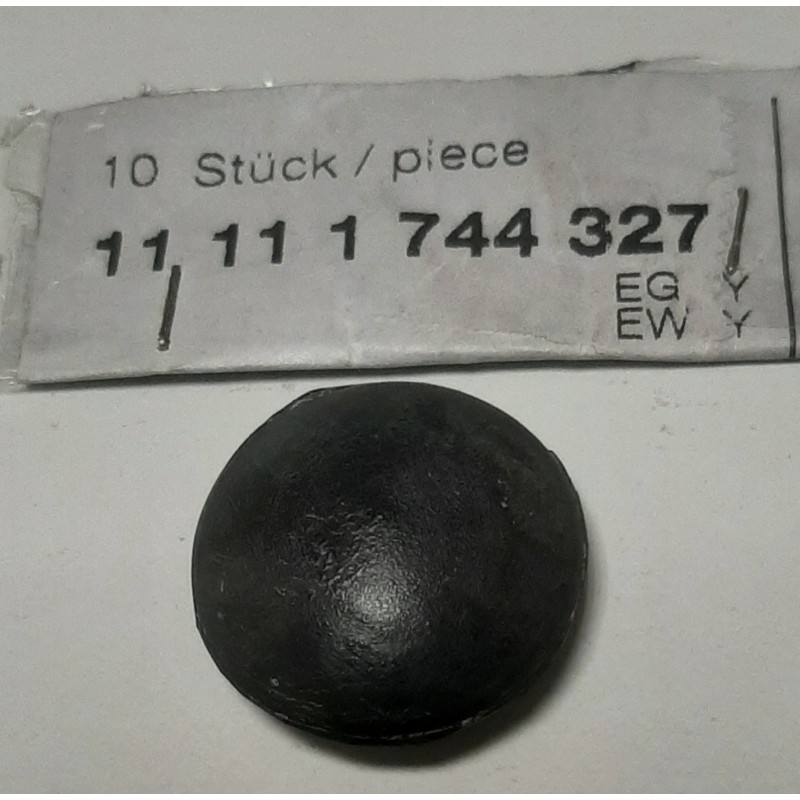 10 Stück / piece
11 11 1 744 327
EG Y
EW Y